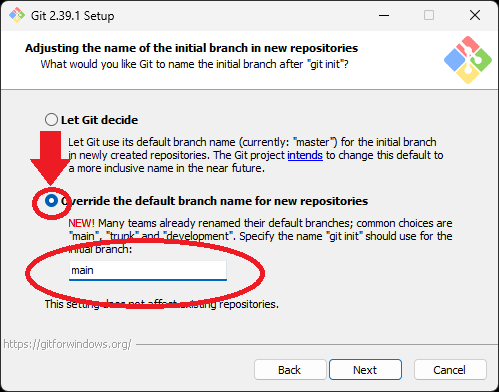 Git 2.39.1 Setup
Adjusting the name of the initial branch in new repositories
What would you like Git to name the initial branch after "git init"?
Let Git decide
Let Git use its default branch name (currently: "master") for the initial branch
in newly created repositories. The Git project intends to change this default to
a more inclusive name in the near future.
Override the default branch name for new repositories
NEW! Many teams already renamed their default branches; common choices are
"main", "trunk" and "development". Specify the name "git init" should use for the
initial branch:
main
This setting does not affect existing repositories.
https://gitforwindows.org/
Back
Next
Cancel